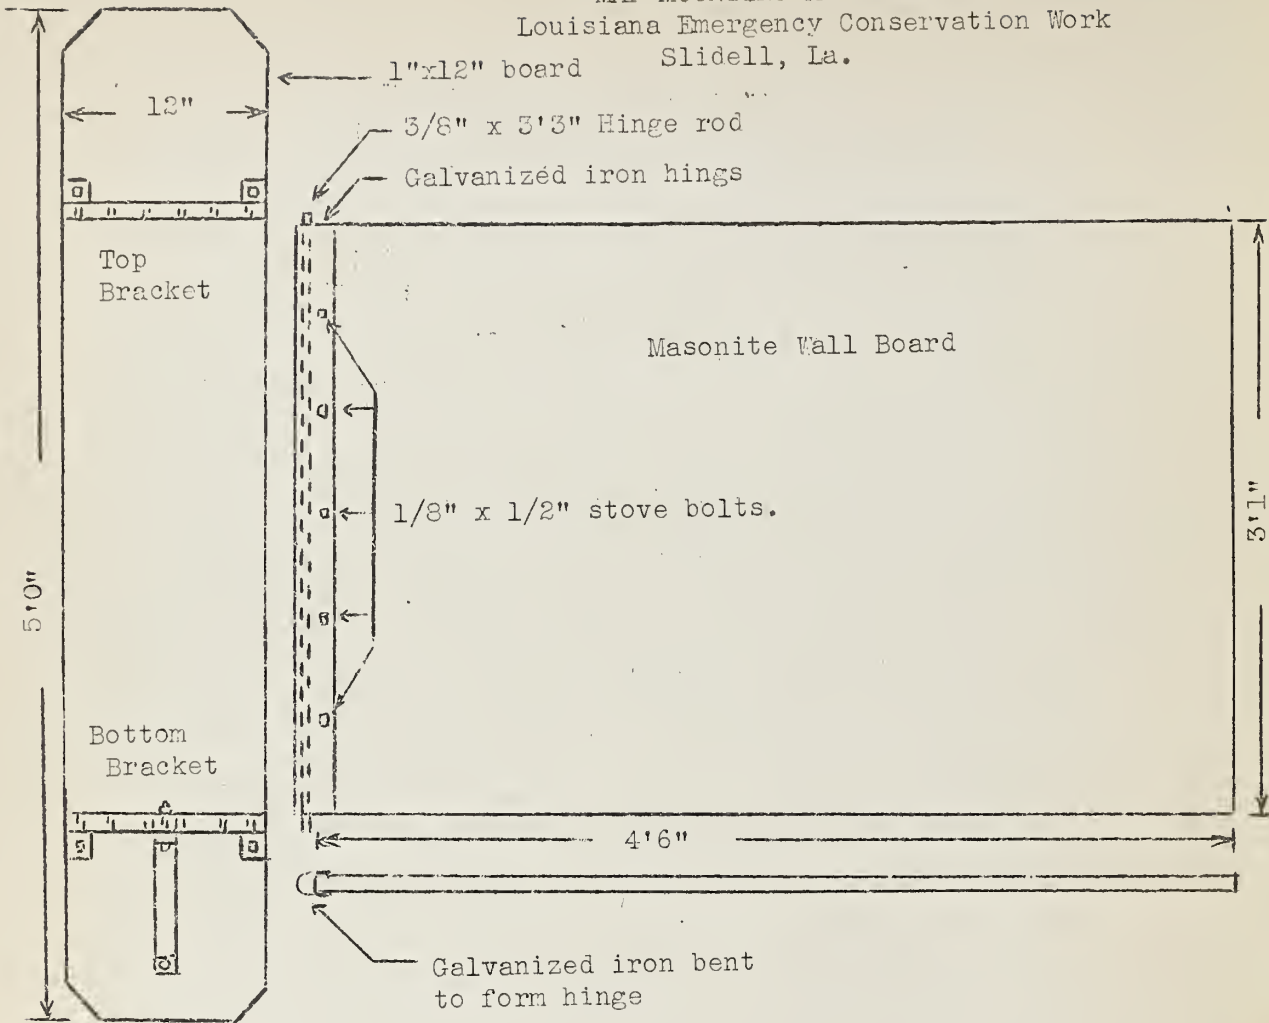 Louisiana Emergency Conservation Work
Slidell, La.
1"x12" board
12"
3/8" x 3'3" Hinge rod
Galvanized iron hings
Top
Bracket
Masonite Wall Board
1/8" x 1/2" stove bolts.
3'1"
5'0"
Bottom
Bracket
4'6"
Galvanized iron bent
to form hinge